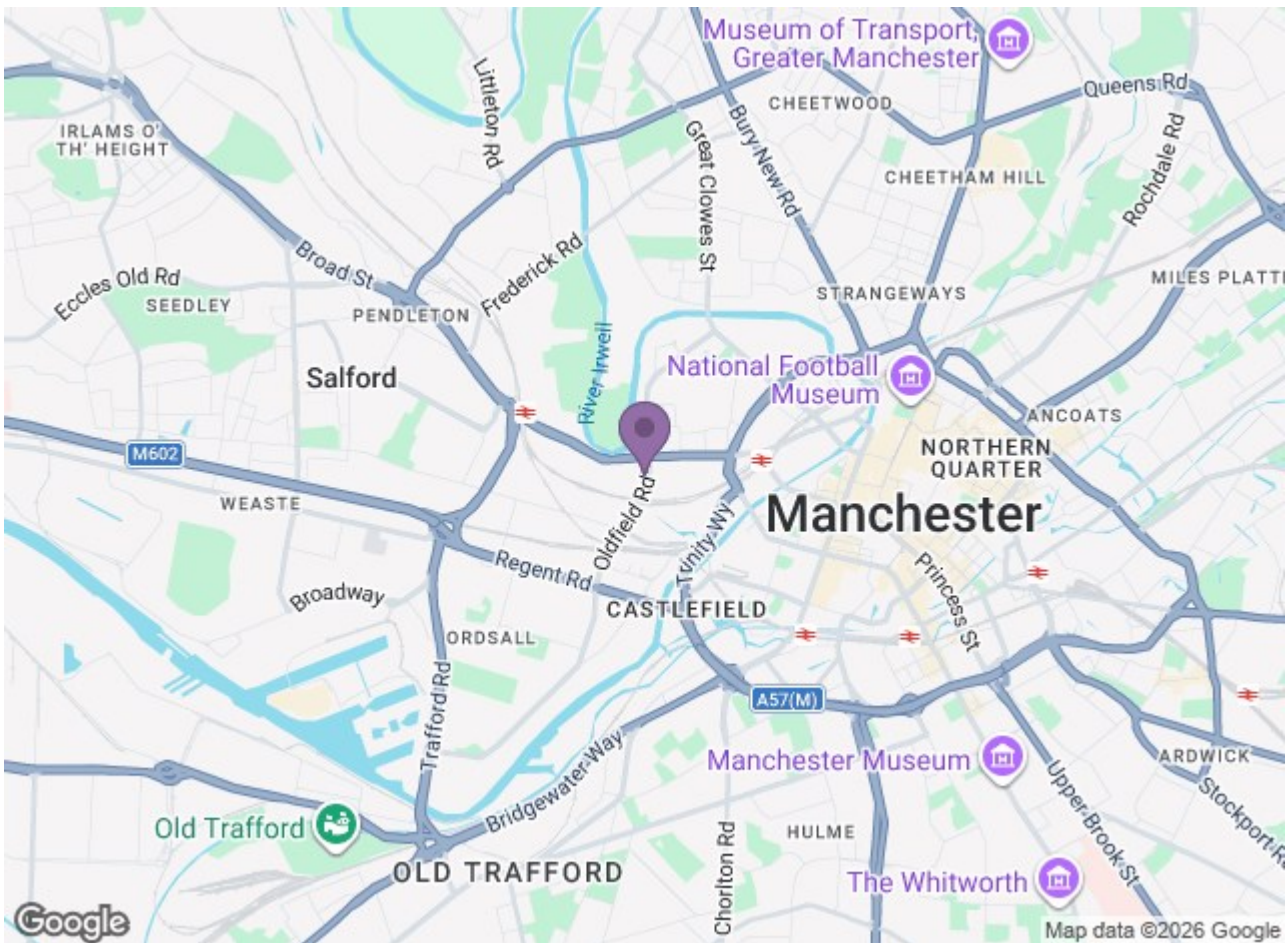 Museum of Transport,
Greater Manchester
Littleton Rd
CHEETWOOD
Queens Rd
IRLAMS O'
TH' HEIGHT
Bury New Rd
Great Clowes St
Rochdale Rd
CHEETHAM HILL
Broad St
Frederick Rd
Eccles Old Rd
SEEDLEY
PENDLETON
STRANGEWAYS
MILES PLATTI
River Irwell
National Football
Museum
Salford
ANCOATS
NORTHERN
QUARTER
M602
WEASTE
Oldfield Rd
Manchester
Trinity Wy
Regent Rd
Princess St
Broadway
CASTLEFIELD
ORDSALL
Trafford Rd
A57(M)
Bridgewater Way
Manchester Museum
ARDWICK
Upper Brook St
Stockport Ro
Old Trafford
HULME
OLD TRAFFORD
Chorlton Rd
The Whitworth
Google
Map data ©2026 Google